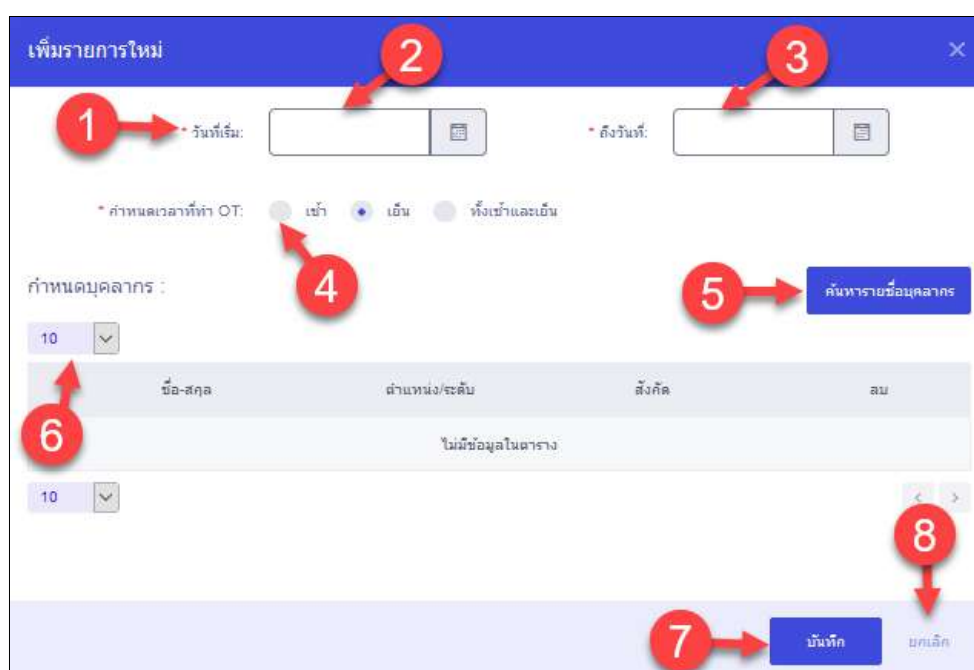 เพิ่มรายการใหม่ ×
2 3
1 * วันที่เริ่ม: * ถึงวันที่:
* กำหนดเวลาที่ทำ OT: เช้า เย็น ทั้งเช้าและเย็น
4
กำหนดบุคลากร : 5 ค้นหารายชื่อบุคลากร
10
ชื่อ-สกุล ตำแหน่ง/ระดับ สังกัด ลบ
6
ไม่มีข้อมูลในตาราง
10 < >
8
7 บันทึก ยกเลิก